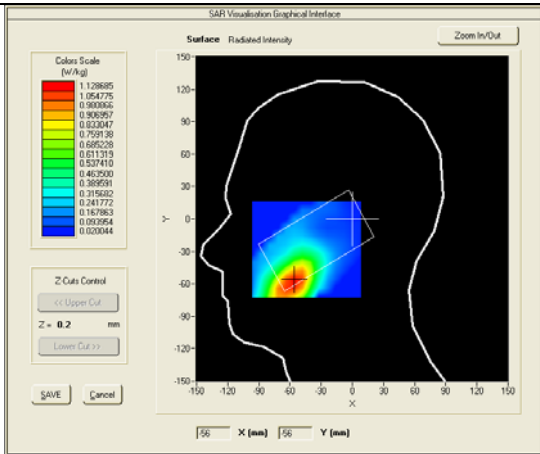 SAR Visualisation Graphical Interface
Surface Radiated Intensity
Zoom In/Out
Colors Scale
(W/kg)
1.128685
1.054775
0.980866
0.906957
0.833047
0.759138
0.685228
0.611319
0.537410
0.463500
0.389591
0.315682
0.241772
0.167863
0.093954
0.020044
Z-Cuts Control
<< Upper Cut
Z = 0.2 mm
Lower Cut >>
SAVE Cancel
150
120
90
60
30
0
-30
-60
-90
-120
-150
Y
-150 -120 -90 -60 -30 0 30 60 90 120 150
X
-56 X (mm) -56 Y (mm)